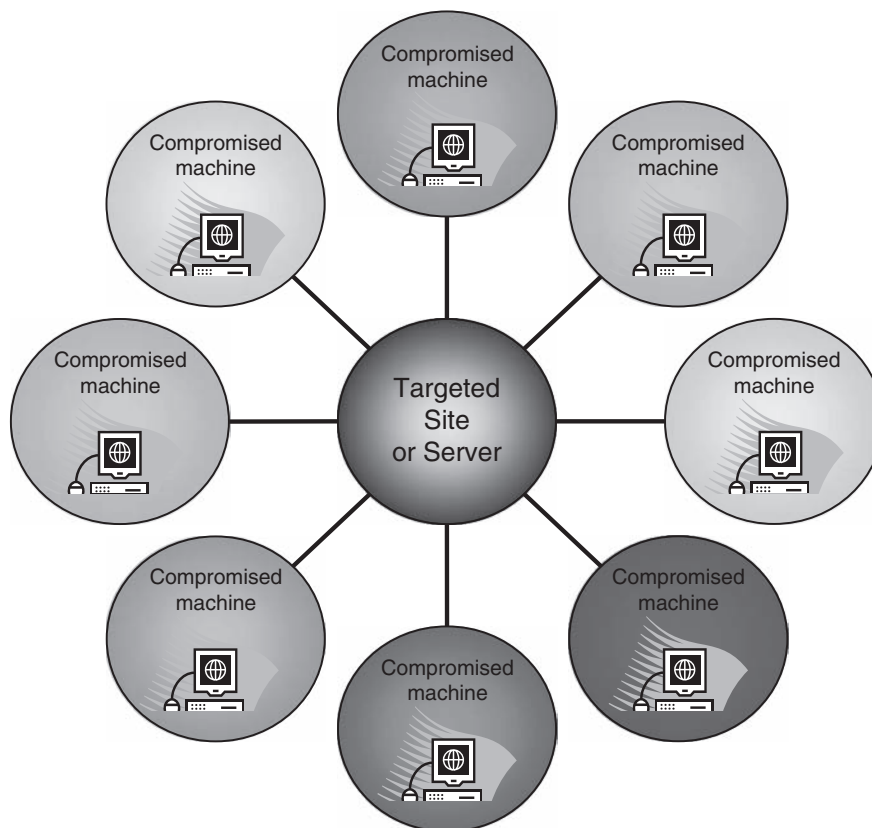 Compromised
machine
Compromised
machine
Compromised
machine
Compromised
machine
Targeted
Site
or Server
Compromised
machine
Compromised
machine
Compromised
machine
Compromised
machine